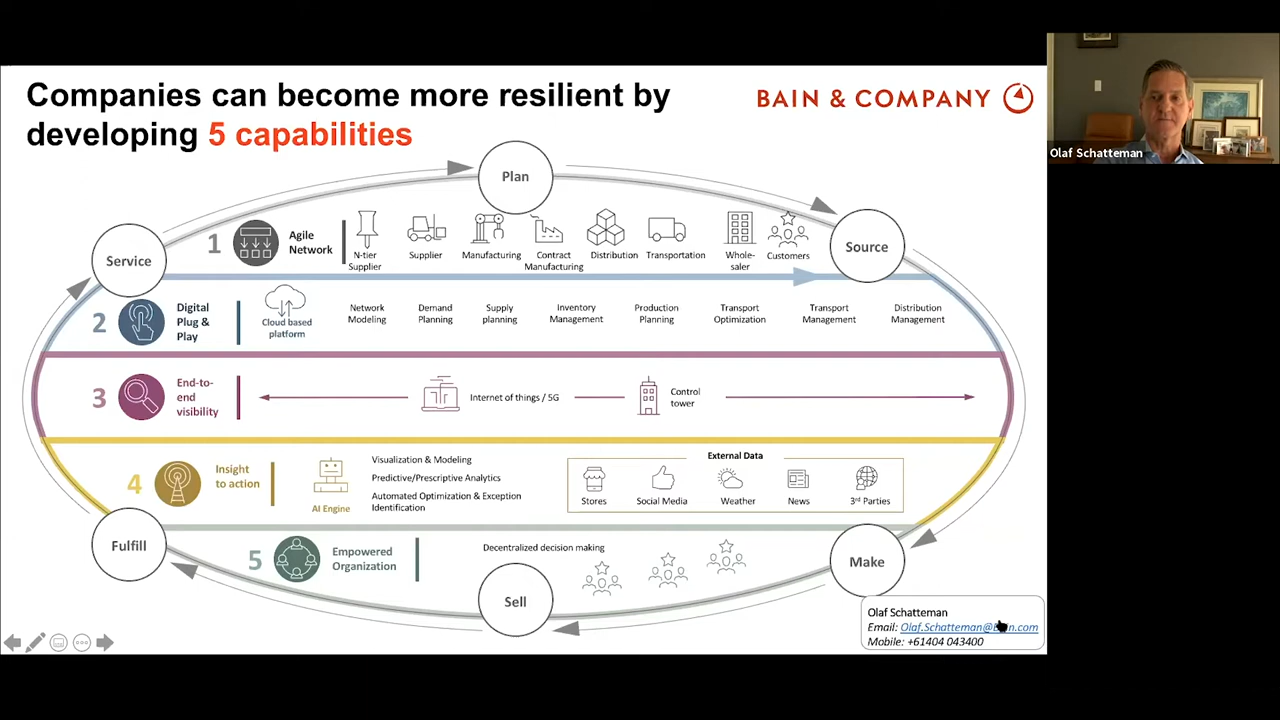 Companies can become more resilient by
developing 5 capabilities
BAIN & COMPANY
Olaf Schatteman
Plan
Service
Source
1
Agile
Network
N-tier
Supplier
Supplier
Manufacturing
Contract
Manufacturing
Distribution
Transportation
Whole-
saler
Customers
2
Digital
Plug &
Play
Cloud based
platform
Network
Modeling
Demand
Planning
Supply
planning
Inventory
Management
Production
Planning
Transport
Optimization
Transport
Management
Distribution
Management
3
End-to-
end
visibility
Internet of things / 5G
Control
tower
4
Insight
to action
AI Engine
Visualization & Modeling
Predictive/Prescriptive Analytics
Automated Optimization & Exception
Identification
External Data
Stores
Social Media
Weather
News
3rd Parties
Fulfill
5
Empowered
Organization
Decentralized decision making
Sell
Make
Olaf Schatteman
Email: Olaf.Schatteman@Bain.com
Mobile: +61404 043400